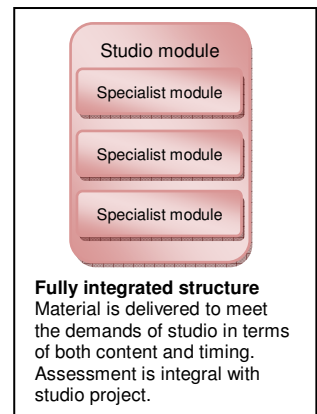 Studio module
Specialist module
Specialist module
Specialist module
Fully integrated structure
Material is delivered to meet
the demands of studio in terms
of both content and timing.
Assessment is integral with
studio project.